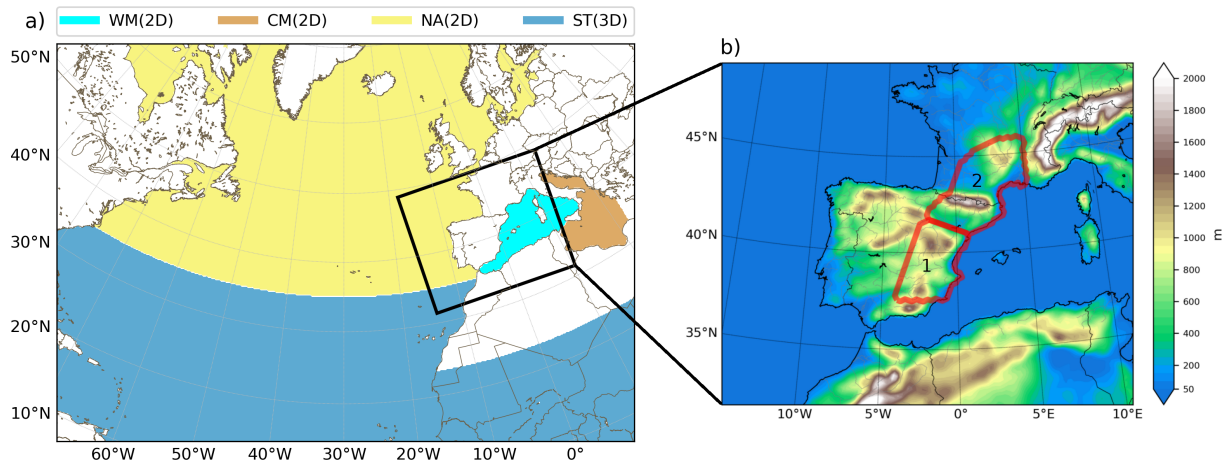 a)
WM(2D) CM(2D) NA(2D) ST(3D)
50°N
40°N
30°N
20°N
10°N
60°W 50°W 40°W 30°W 20°W 10°W 0°
b)
45°N
40°N
35°N
2
1
10°W 5°W 0° 5°E 10°E
2000
1800
1600
1400
1200
1000
800
600
400
200
50
m